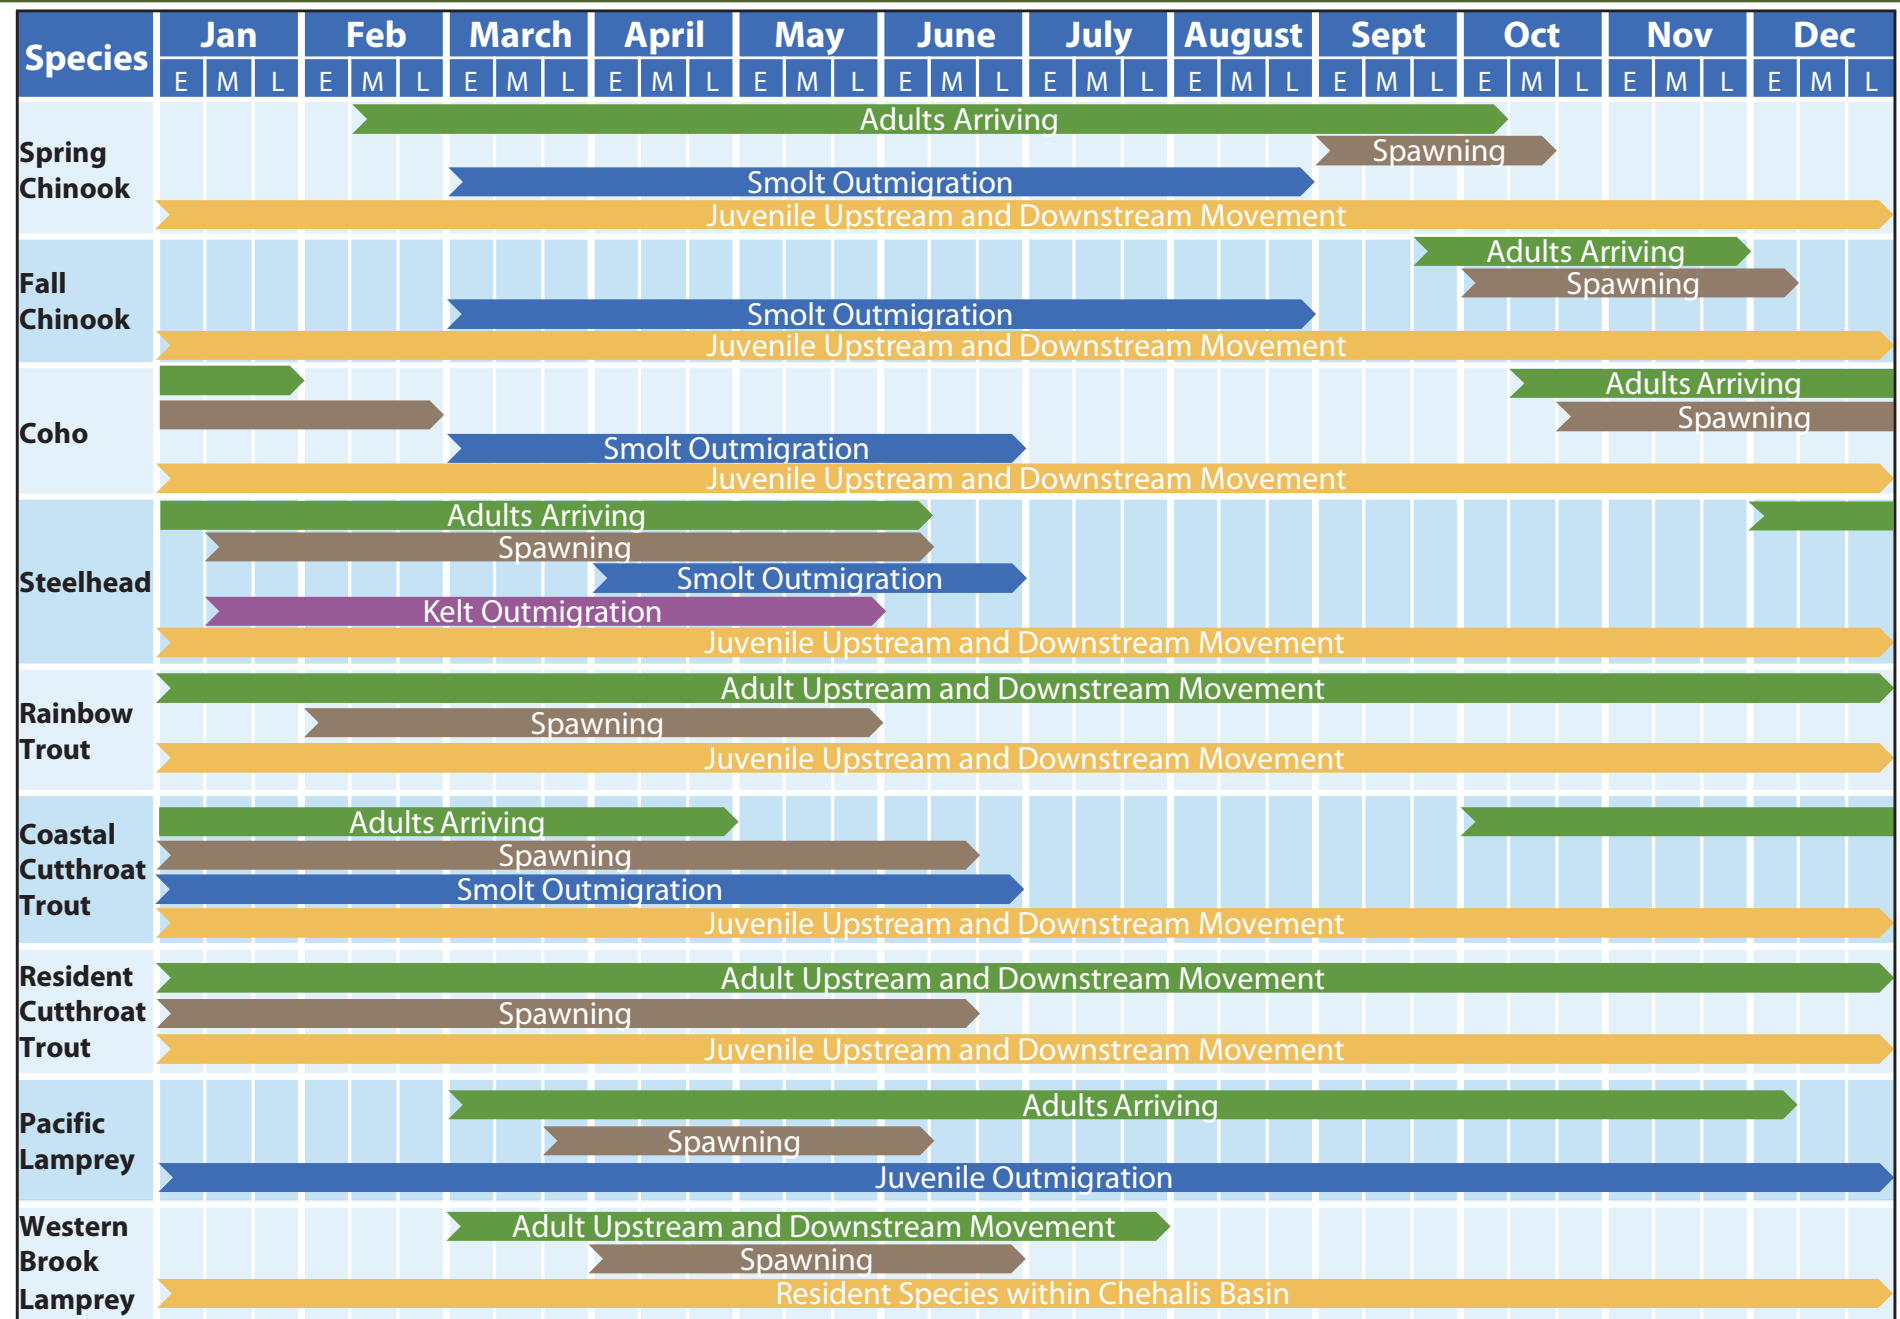 Species Jan Feb March April May June July August Sept Oct Nov Dec
E M L E M L E M L E M L E M L E M L E M L E M L E M L E M L E M L E M L
Spring
Chinook
Adults Arriving
Spawning
Smolt Outmigration
Juvenile Upstream and Downstream Movement
Fall
Chinook
Adults Arriving
Spawning
Smolt Outmigration
Juvenile Upstream and Downstream Movement
Coho
Adults Arriving
Spawning
Smolt Outmigration
Juvenile Upstream and Downstream Movement
Steelhead
Adults Arriving
Spawning
Smolt Outmigration
Kelt Outmigration
Juvenile Upstream and Downstream Movement
Rainbow
Trout
Adult Upstream and Downstream Movement
Spawning
Juvenile Upstream and Downstream Movement
Coastal
Cutthroat
Trout
Adults Arriving
Spawning
Smolt Outmigration
Juvenile Upstream and Downstream Movement
Resident
Cutthroat
Trout
Adult Upstream and Downstream Movement
Spawning
Juvenile Upstream and Downstream Movement
Pacific
Lamprey
Adults Arriving
Spawning
Juvenile Outmigration
Western
Brook
Lamprey
Adult Upstream and Downstream Movement
Spawning
Resident Species within Chehalis Basin